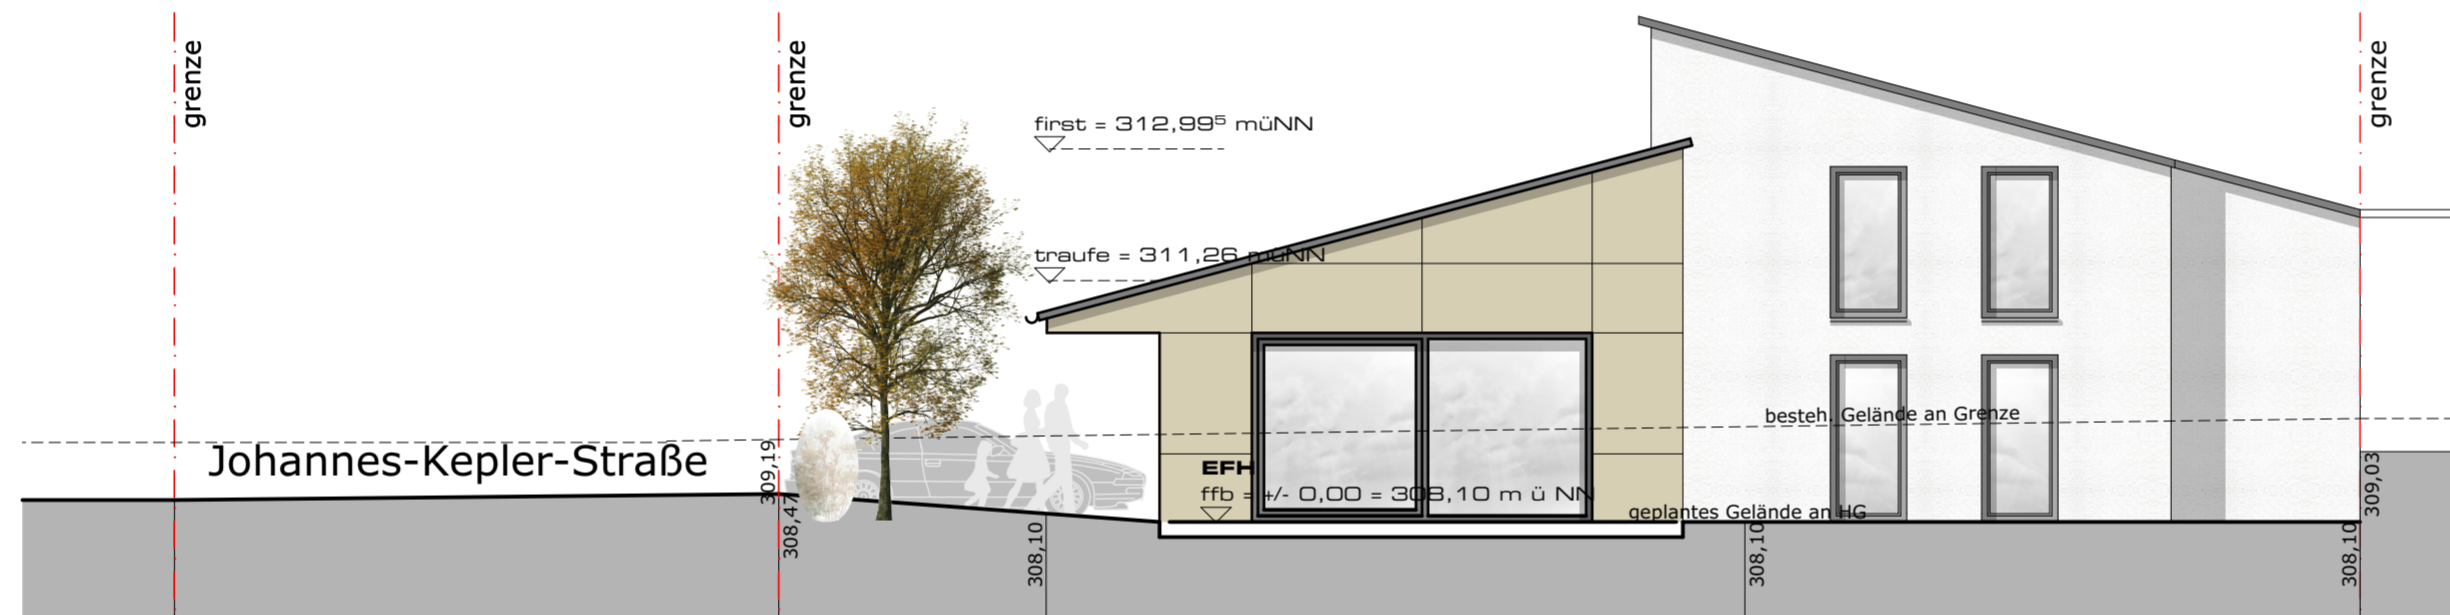 grenze
grenze
grenze
first = 312,99⁵ müNN
traufe = 311,26 müNN
besteh. Gelände an Grenze
Johannes-Kepler-Straße
309,19
308,47
EFH
ffb = +/- 0,00 = 308,10 m ü NN
geplantes Gelände an HG
308,10
308,10
308,10
309,03